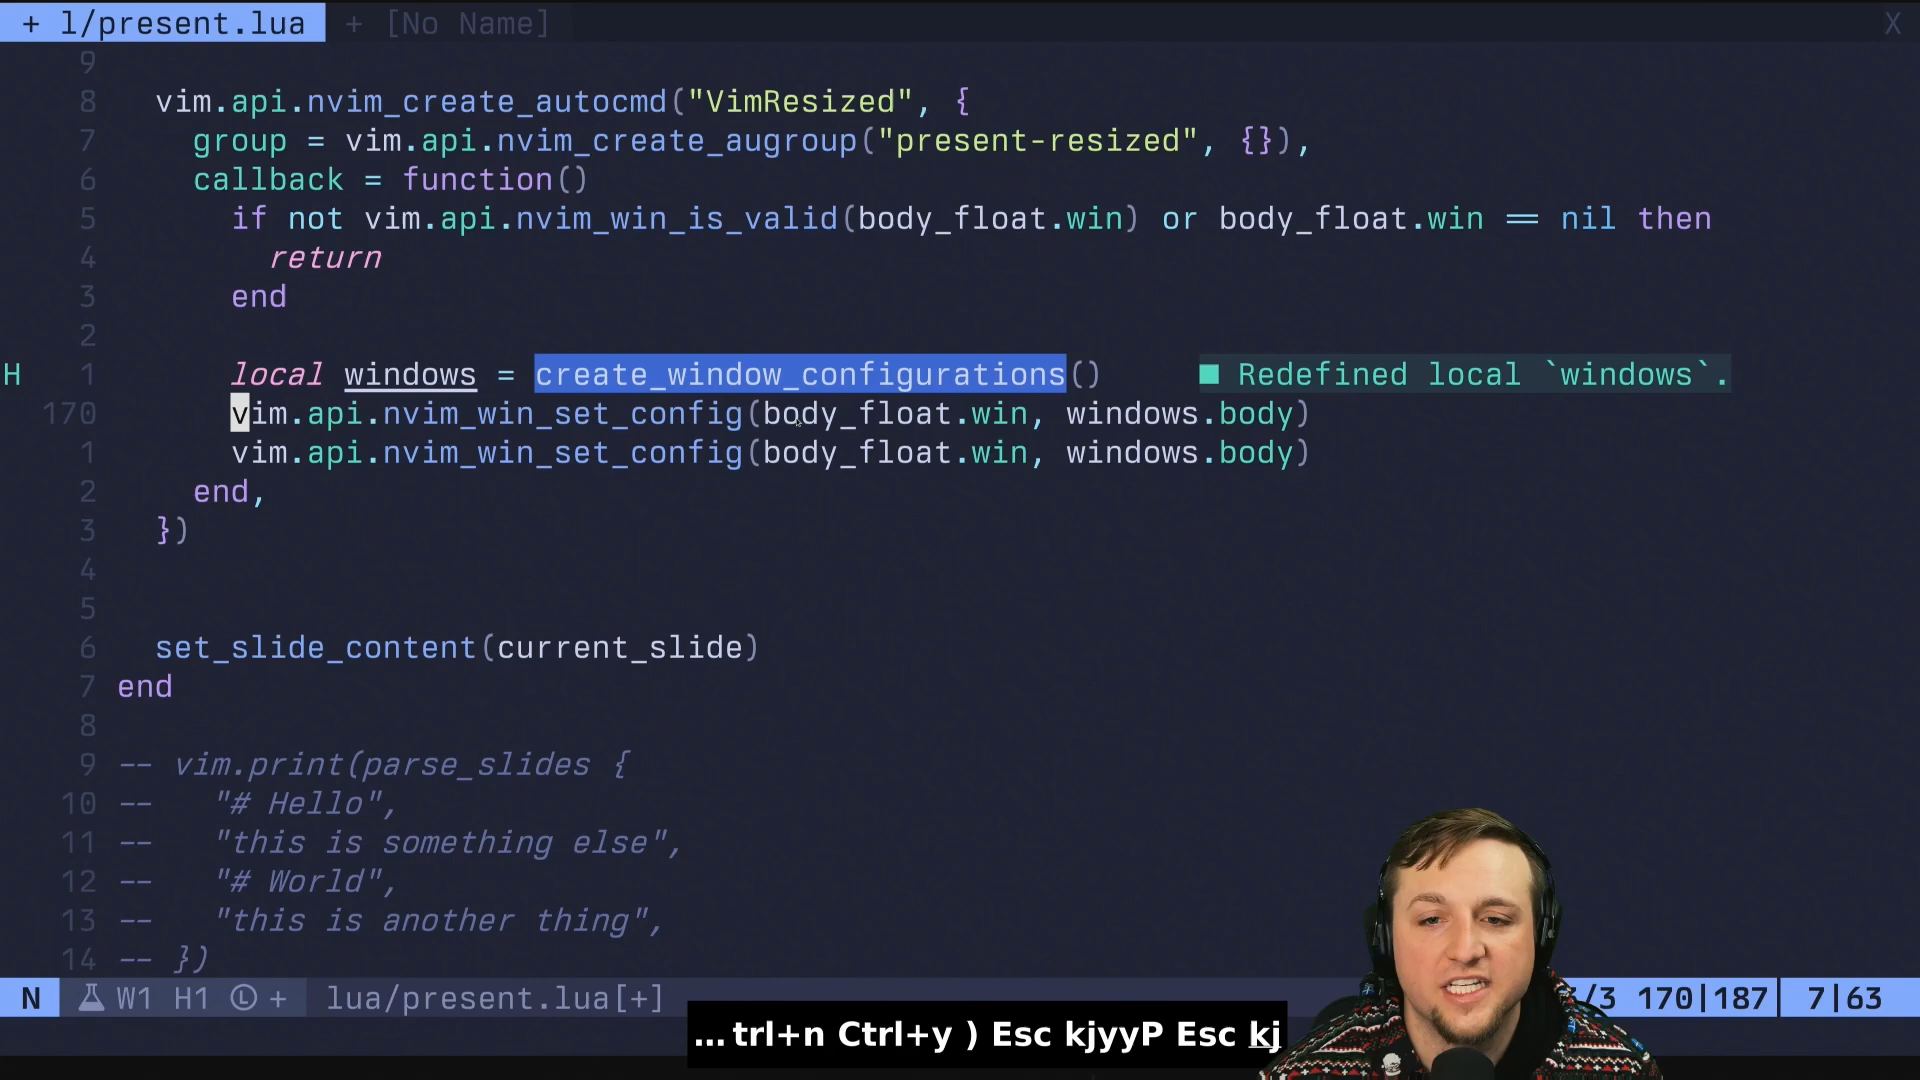 + l/present.lua + [No Name] X
9
8 vim.api.nvim_create_autocmd("VimResized", {
7 group = vim.api.nvim_create_augroup("present-resized", {}),
6 callback = function()
5 if not vim.api.nvim_win_is_valid(body_float.win) or body_float.win == nil then
4 return
3 end
2
H 1 local windows = create_window_configurations() ■ Redefined local `windows`.
170 vim.api.nvim_win_set_config(body_float.win, windows.body)
1 vim.api.nvim_win_set_config(body_float.win, windows.body)
2 end,
3 })
4
5
6 set_slide_content(current_slide)
7 end
8
9 -- vim.print(parse_slides {
10 -- "# Hello",
11 -- "this is something else",
12 -- "# World",
13 -- "this is another thing",
14 -- })
N W1 H1 Ⓛ + lua/present.lua[+] /3 170|187 7|63
…trl+n Ctrl+y ) Esc kjyyP Esc kj